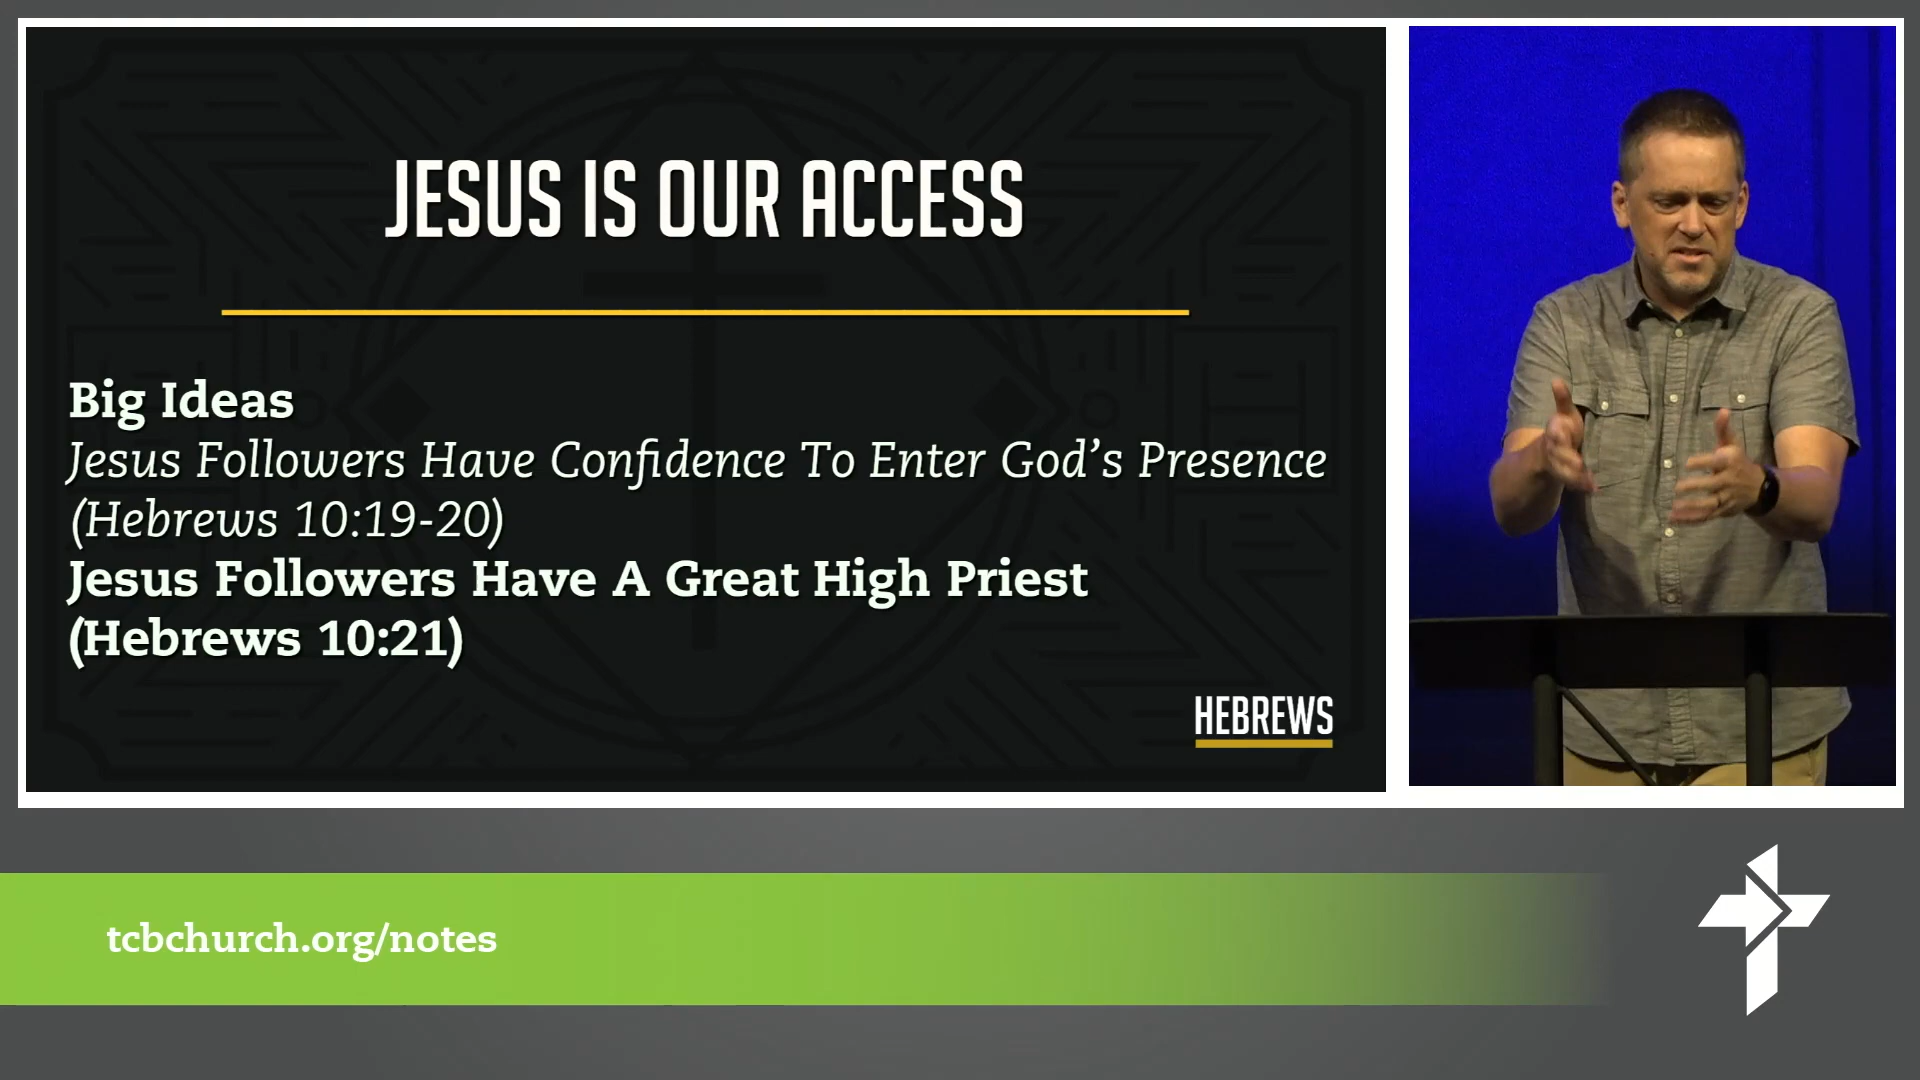 JESUS IS OUR ACCESS
Big Ideas
Jesus Followers Have Confidence To Enter God's Presence
(Hebrews 10:19-20)
Jesus Followers Have A Great High Priest
(Hebrews 10:21)
HEBREWS
tcbchurch.org/notes